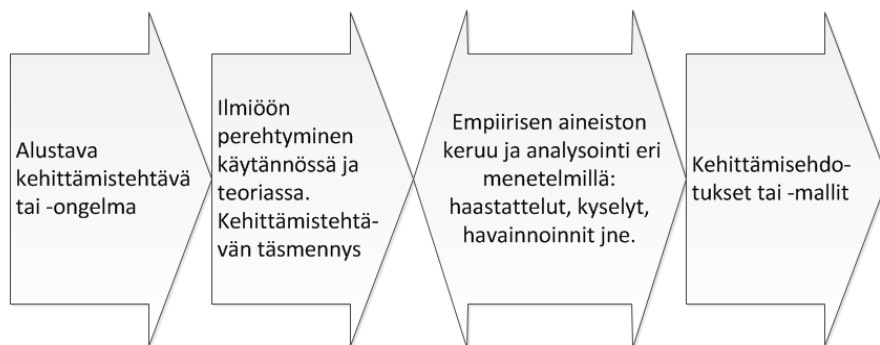 Alustava
kehittämistehtävä
tai -ongelma
Ilmiöön
perehtyminen
käytännössä ja
teoriassa.
Kehittämistehtä-
vän täsmennys
Empiirisen aineiston
keruu ja analysointi eri
menetelmillä:
haastattelut, kyselyt,
havainnoinnit jne.
Kehittämisehdo-
tukset tai -mallit